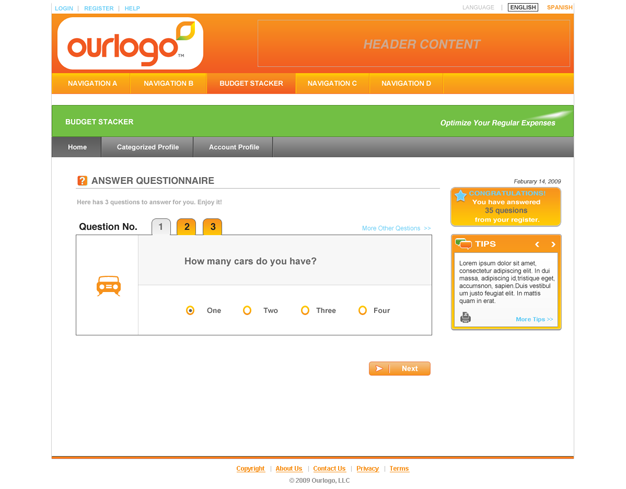 LOGIN | REGISTER | HELP
LANGUAGE | ENGLISH SPANISH
ourlogo™
HEADER CONTENT
NAVIGATION A NAVIGATION B BUDGET STACKER NAVIGATION C NAVIGATION D
BUDGET STACKER
Optimize Your Regular Expenses
Home Categorized Profile Account Profile
? ANSWER QUESTIONNAIRE
Here has 3 questions to answer for you. Enjoy it!
Question No. 1 2 3
More Other Qestions >>
How many cars do you have?
One Two Three Four
Next
Feburary 14, 2009
CONGRATULATIONS!
You have answered
35 quesions
from your register.
TIPS
Lorem ipsum dolor sit amet,
consectetur adipiscing elit. In dui
massa, adipiscing id,tristique eget,
accumsnon, sapien.Duis vestibul
um justo feugiat elit. In mattis
quam in erat.
More Tips >>
Copyright | About Us | Contact Us | Privacy | Terms
© 2009 Ourlogo, LLC